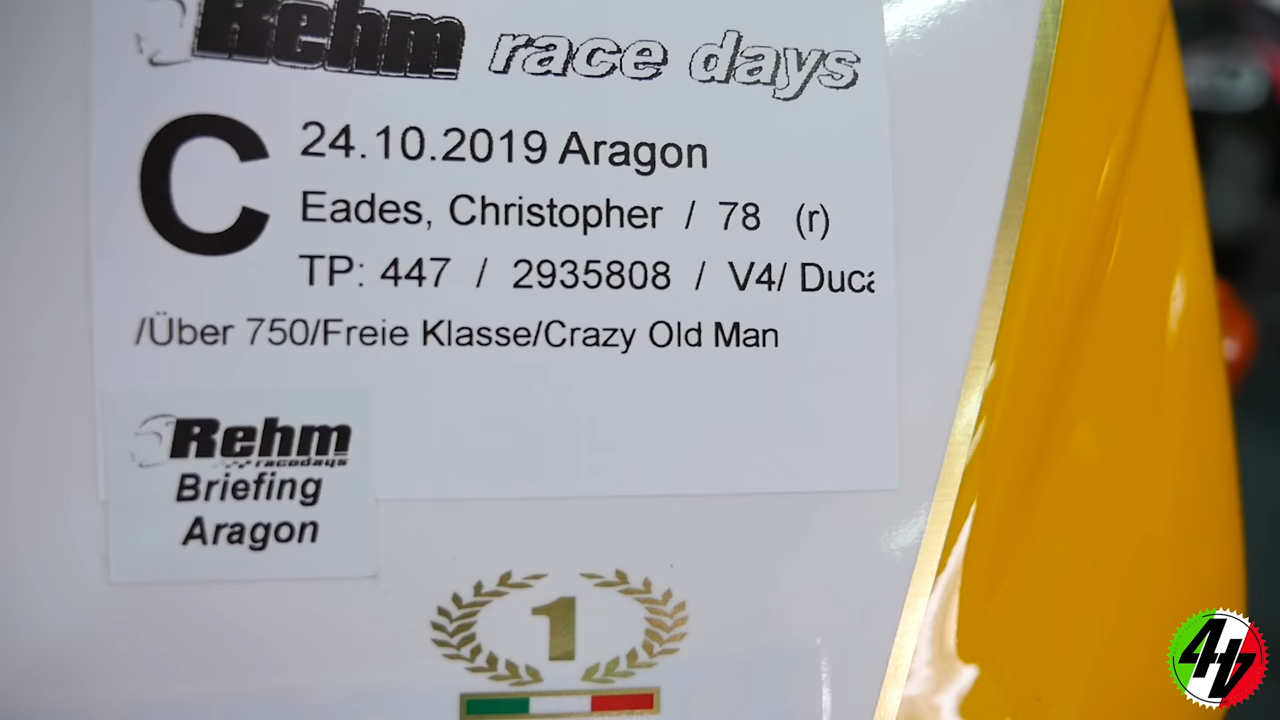 Rehm race days
C
24.10.2019 Aragon
Eades, Christopher / 78 (r)
TP: 447 / 2935808 / V4/ Duca
/Über 750/Freie Klasse/Crazy Old Man
Rehm
racedays
Briefing
Aragon
1
4H4